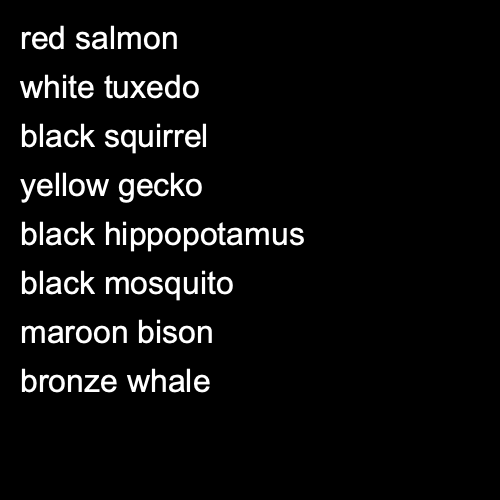 red salmon
white tuxedo
black squirrel
yellow gecko
black hippopotamus
black mosquito
maroon bison
bronze whale